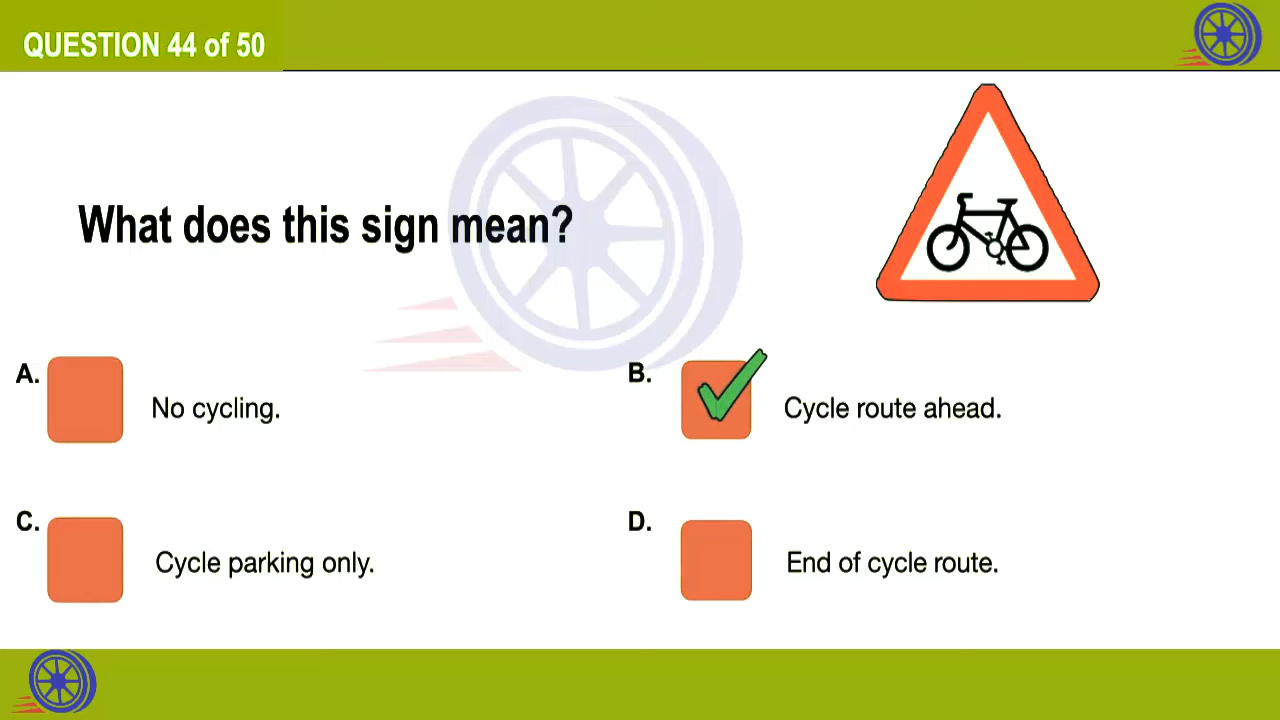 QUESTION 44 of 50
What does this sign mean?
A.
No cycling.
B.
Cycle route ahead.
C.
Cycle parking only.
D.
End of cycle route.